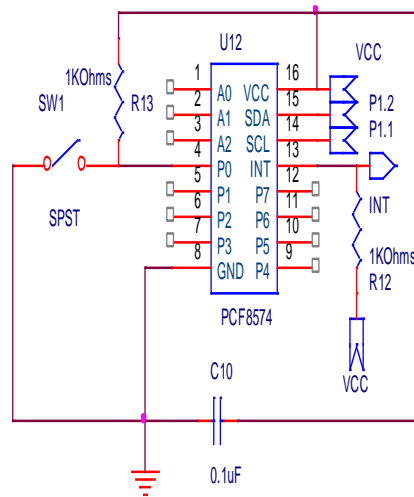 U12
1KOhms
R13
SW1
SPST
1
2
3
4
5
6
7
8
A0
A1
A2
P0
P1
P2
P3
GND
VCC
SDA
SCL
INT
P7
P6
P5
P4
16
15
14
13
12
11
10
9
PCF8574
VCC
P1.2
P1.1
INT
1KOhms
R12
VCC
C10
0.1uF